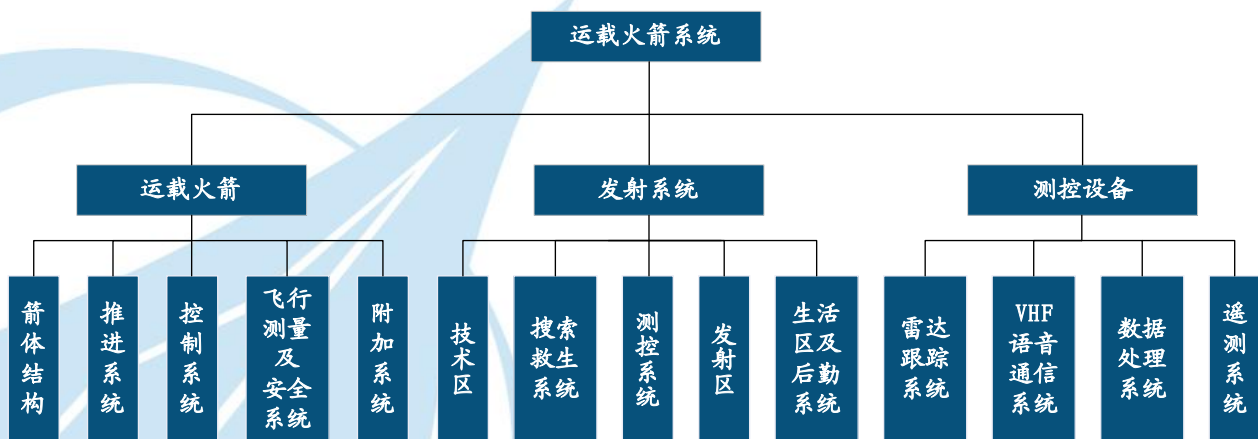 运载火箭系统
运载火箭
发射系统
测控设备
箭体结构
推进系统
控制系统
飞行
测量
及
安全
系统
附加系统
技术区
搜索
救生
系统
测控系统
发射区
生活
区及
后勤
系统
雷达
跟踪
系统
VHF
语音
通信
系统
数据
处理
系统
遥测系统